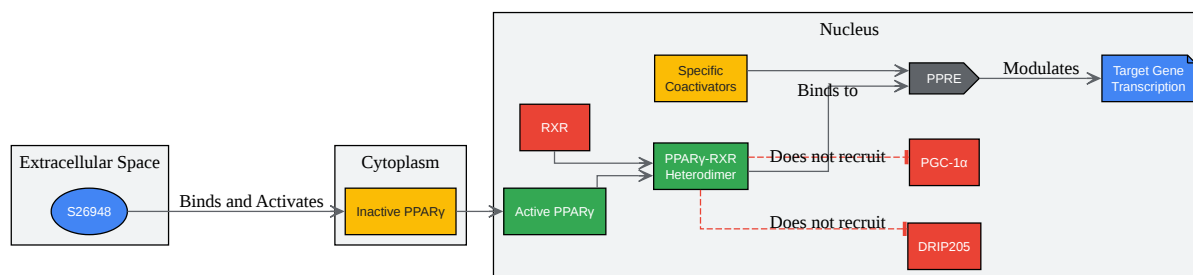 Nucleus
Specific
Coactivators
PPRE
Modulates
Target Gene
Transcription
Binds to
RXR
Extracellular Space
Cytoplasm
PPARγ-RXR
Heterodimer
Does not recruit
PGC-1α
S26948
Binds and Activates
Inactive PPARγ
Active PPARγ
Does not recruit
DRIP205